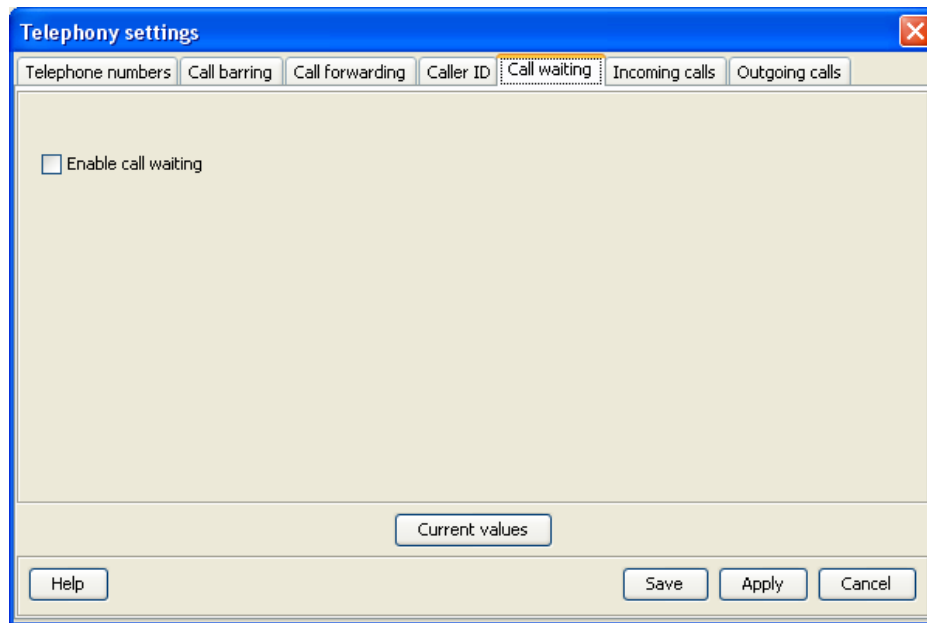 Telephony settings
Telephone numbers Call barring Call forwarding Caller ID Call waiting Incoming calls Outgoing calls
Enable call waiting
Current values
Help Save Apply Cancel